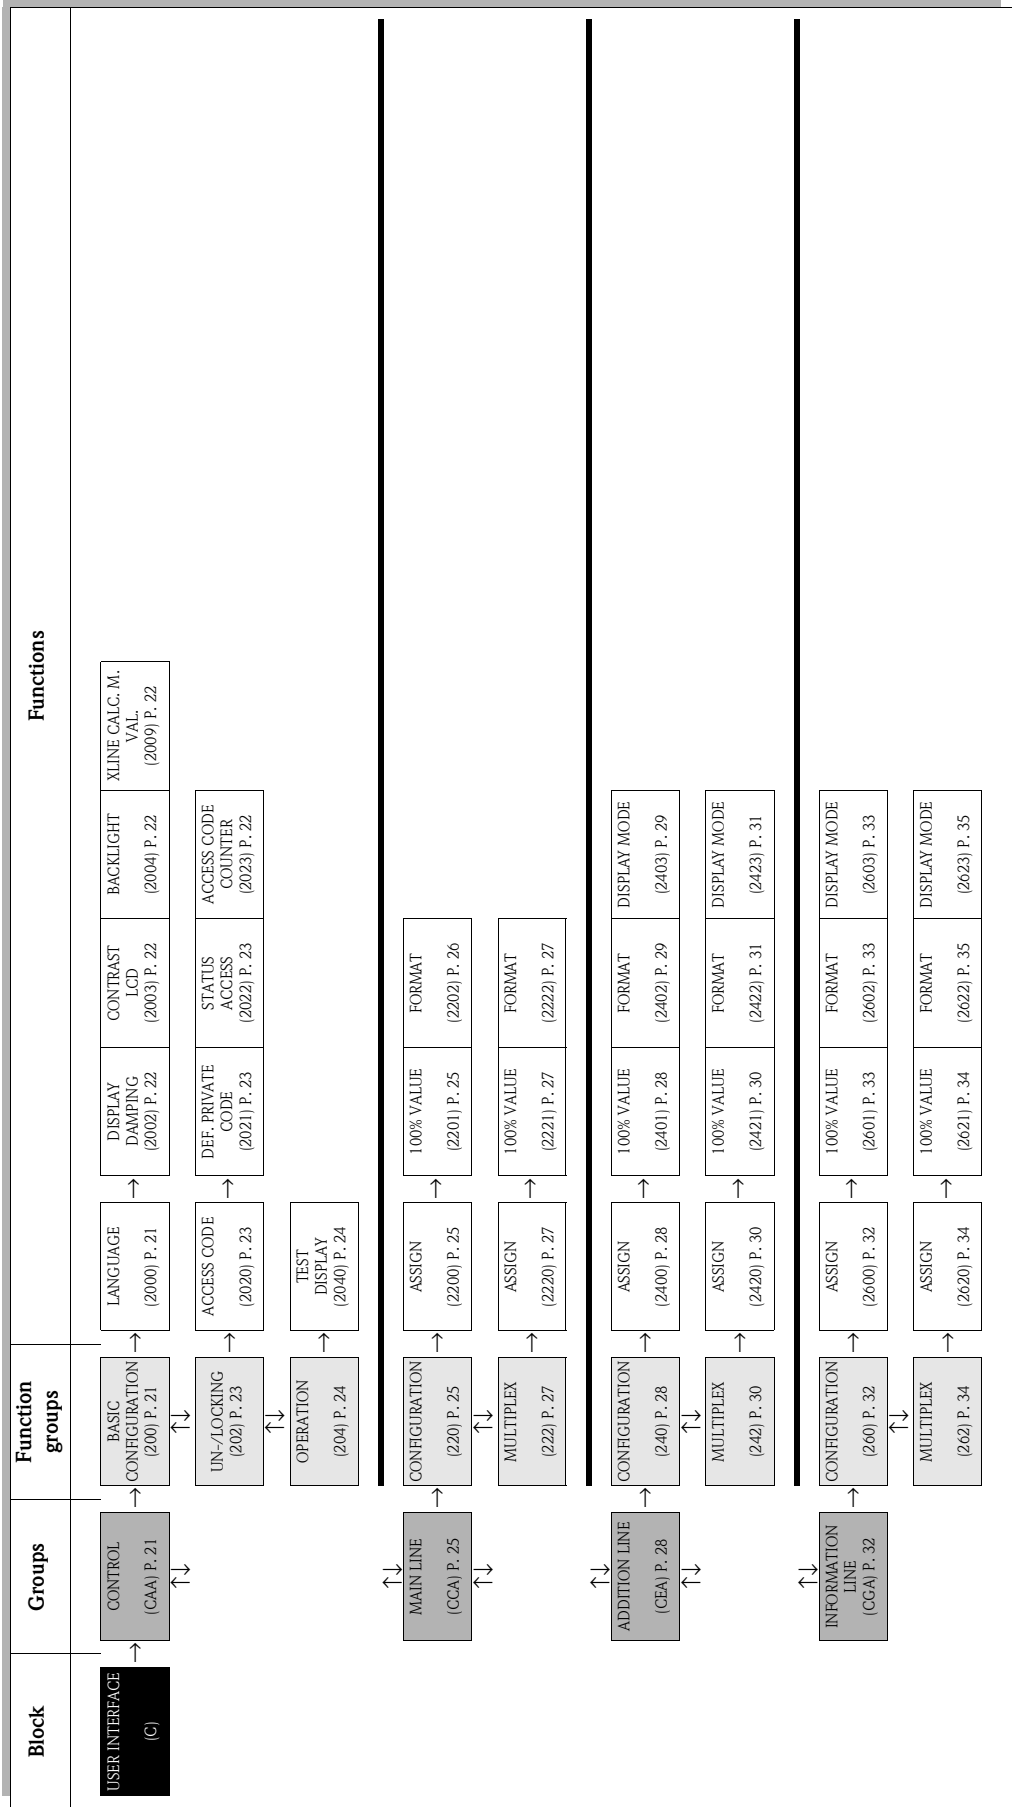 Block
Groups
Function
groups
Functions
USER INTERFACE
(C)
CONTROL
(CAA) P. 21
BASIC
CONFIGURATION
(200) P. 21
LANGUAGE
(2000) P. 21
DISPLAY
DAMPING
(2002) P. 22
CONTRAST
LCD
(2003) P. 22
BACKLIGHT
(2004) P. 22
XLINE CALC. M.
VAL.
(2009) P. 22
UN-/LOCKING
(202) P. 23
ACCESS CODE
(2020) P. 23
DEF. PRIVATE
CODE
(2021) P. 23
STATUS
ACCESS
(2022) P. 23
ACCESS CODE
COUNTER
(2023) P. 22
OPERATION
(204) P. 24
TEST
DISPLAY
(2040) P. 24
MAIN LINE
(CCA) P. 25
CONFIGURATION
(220) P. 25
ASSIGN
(2200) P. 25
100% VALUE
(2201) P. 25
FORMAT
(2202) P. 26
MULTIPLEX
(222) P. 27
ASSIGN
(2220) P. 27
100% VALUE
(2221) P. 27
FORMAT
(2222) P. 27
ADDITION LINE
(CEA) P. 28
CONFIGURATION
(240) P. 28
ASSIGN
(2400) P. 28
100% VALUE
(2401) P. 28
FORMAT
(2402) P. 29
DISPLAY MODE
(2403) P. 29
MULTIPLEX
(242) P. 30
ASSIGN
(2420) P. 30
100% VALUE
(2421) P. 30
FORMAT
(2422) P. 31
DISPLAY MODE
(2423) P. 31
INFORMATION
LINE
(CGA) P. 32
CONFIGURATION
(260) P. 32
ASSIGN
(2600) P. 32
100% VALUE
(2601) P. 33
FORMAT
(2602) P. 33
DISPLAY MODE
(2603) P. 33
MULTIPLEX
(262) P. 34
ASSIGN
(2620) P. 34
100% VALUE
(2621) P. 34
FORMAT
(2622) P. 35
DISPLAY MODE
(2623) P. 35